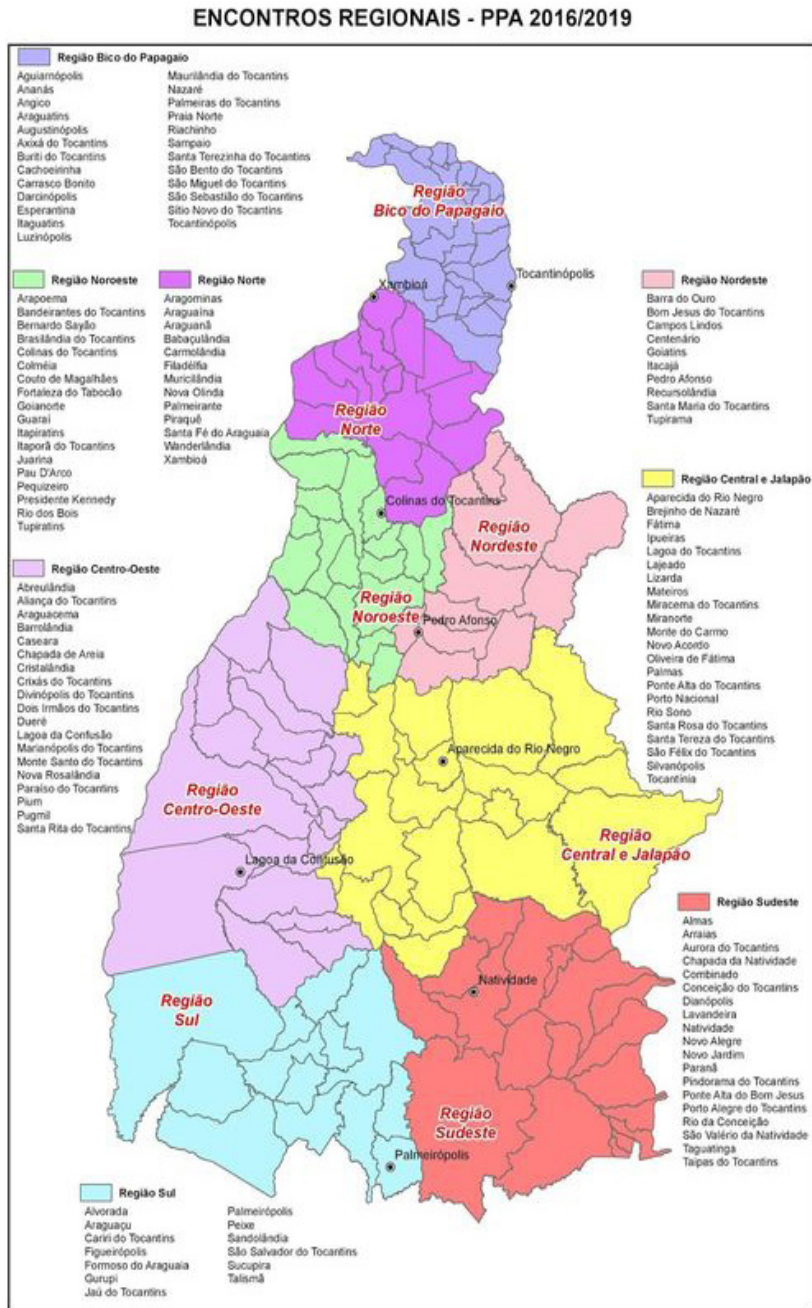 ENCONTROS REGIONAIS - PPA 2016/2019
Região Bico do Papagaio
Aguiarnópolis
Ananás
Angico
Araguatins
Augustinópolis
Axixá do Tocantins
Buriti do Tocantins
Cachoeirinha
Carrasco Bonito
Darcinópolis
Esperantina
Itaguatins
Luzinópolis
Maurilândia do Tocantins
Nazaré
Palmeiras do Tocantins
Praia Norte
Riachinho
Sampaio
Santa Terezinha do Tocantins
São Bento do Tocantins
São Miguel do Tocantins
São Sebastião do Tocantins
Sítio Novo do Tocantins
Tocantinópolis
Região Noroeste
Arapoema
Bandeirantes do Tocantins
Bernardo Sayão
Brasilândia do Tocantins
Colinas do Tocantins
Colméia
Couto de Magalhães
Fortaleza do Tabocão
Goianorte
Guaraí
Itapiratins
Itaporã do Tocantins
Juarina
Pau D'Arco
Pequizeiro
Presidente Kennedy
Rio dos Bois
Tupiratins
Região Norte
Aragominas
Araguaína
Araguanã
Babaçulândia
Carmolândia
Filadélfia
Muricilândia
Nova Olinda
Palmeirante
Piraquê
Santa Fé do Araguaia
Wanderlândia
Xambioá
Região Nordeste
Barra do Ouro
Bom Jesus do Tocantins
Campos Lindos
Centenário
Goiatins
Itacajá
Pedro Afonso
Recursolândia
Santa Maria do Tocantins
Tupirama
Região Central e Jalapão
Aparecida do Rio Negro
Brejinho de Nazaré
Fátima
Ipueiras
Lagoa do Tocantins
Lajeado
Lizarda
Mateiros
Miracema do Tocantins
Miranorte
Monte do Carmo
Novo Acordo
Oliveira de Fátima
Palmas
Ponte Alta do Tocantins
Porto Nacional
Rio Sono
Santa Rosa do Tocantins
Santa Tereza do Tocantins
São Félix do Tocantins
Silvanópolis
Tocantínia
Região Centro-Oeste
Abreulândia
Aliança do Tocantins
Araguacema
Barrolândia
Caseara
Chapada de Areia
Cristalândia
Crixás do Tocantins
Divinópolis do Tocantins
Dois Irmãos do Tocantins
Dueré
Lagoa da Confusão
Marianópolis do Tocantins
Monte Santo do Tocantins
Nova Rosalândia
Paraíso do Tocantins
Pium
Pugmil
Santa Rita do Tocantins
Região Sudeste
Almas
Arraias
Aurora do Tocantins
Chapada da Natividade
Combinado
Conceição do Tocantins
Dianópolis
Lavandeira
Natividade
Novo Alegre
Novo Jardim
Paranã
Pindorama do Tocantins
Ponte Alta do Bom Jesus
Porto Alegre do Tocantins
Rio da Conceição
São Valério da Natividade
Taguatinga
Taipas do Tocantins
Região Sul
Alvorada
Araguaçu
Cariri do Tocantins
Figueirópolis
Formoso do Araguaia
Gurupi
Jaú do Tocantins
Palmeirópolis
Peixe
Sandolândia
São Salvador do Tocantins
Sucupira
Talismã
Região
Bico do Papagaio
Tocantinópolis
Xambioá
Região
Norte
Colinas do Tocantins
Região
Nordeste
Região
Noroeste
Pedro Afonso
Aparecida do Rio Negro
Região
Centro-Oeste
Região
Central e Jalapão
Lagoa da Confusão
Natividade
Região
Sul
Região
Sudeste
Palmeirópolis